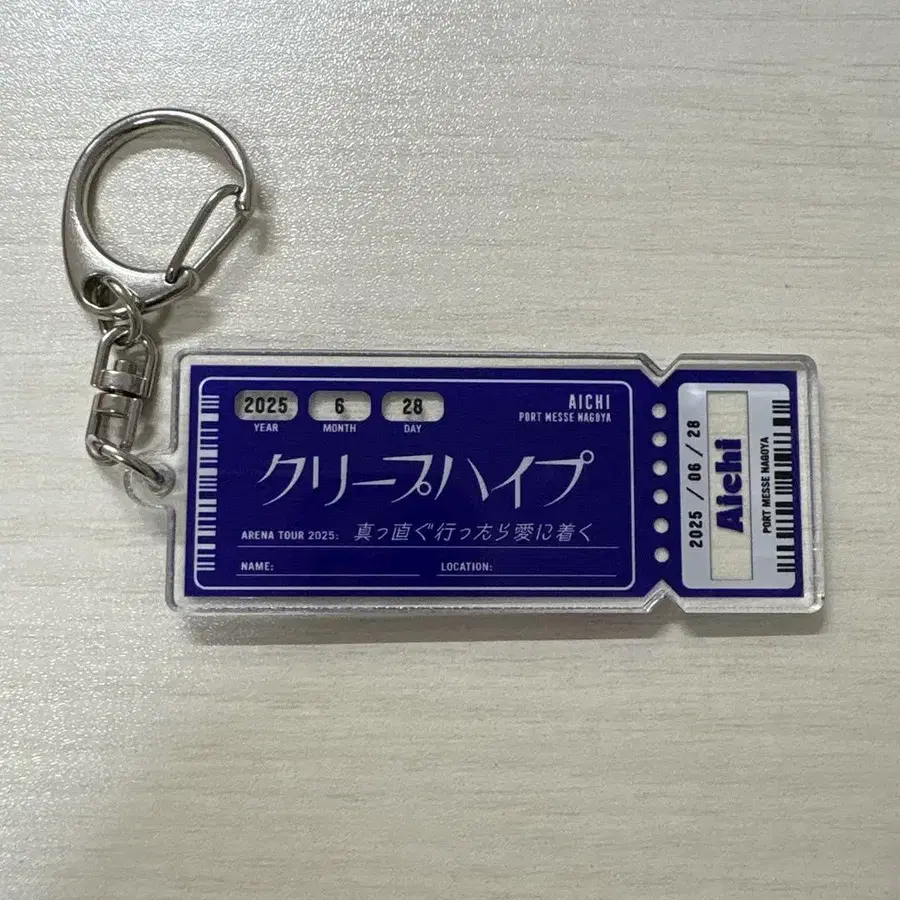 2025 6 28
YEAR MONTH DAY
AICHI
PORT MESSE NAGOYA
クリープハイプ
ARENA TOUR 2025: 真っ直ぐ行ったら愛に着く
NAME: LOCATION:
2025 / 06 / 28
Aichi
PORT MESSE NAGOYA